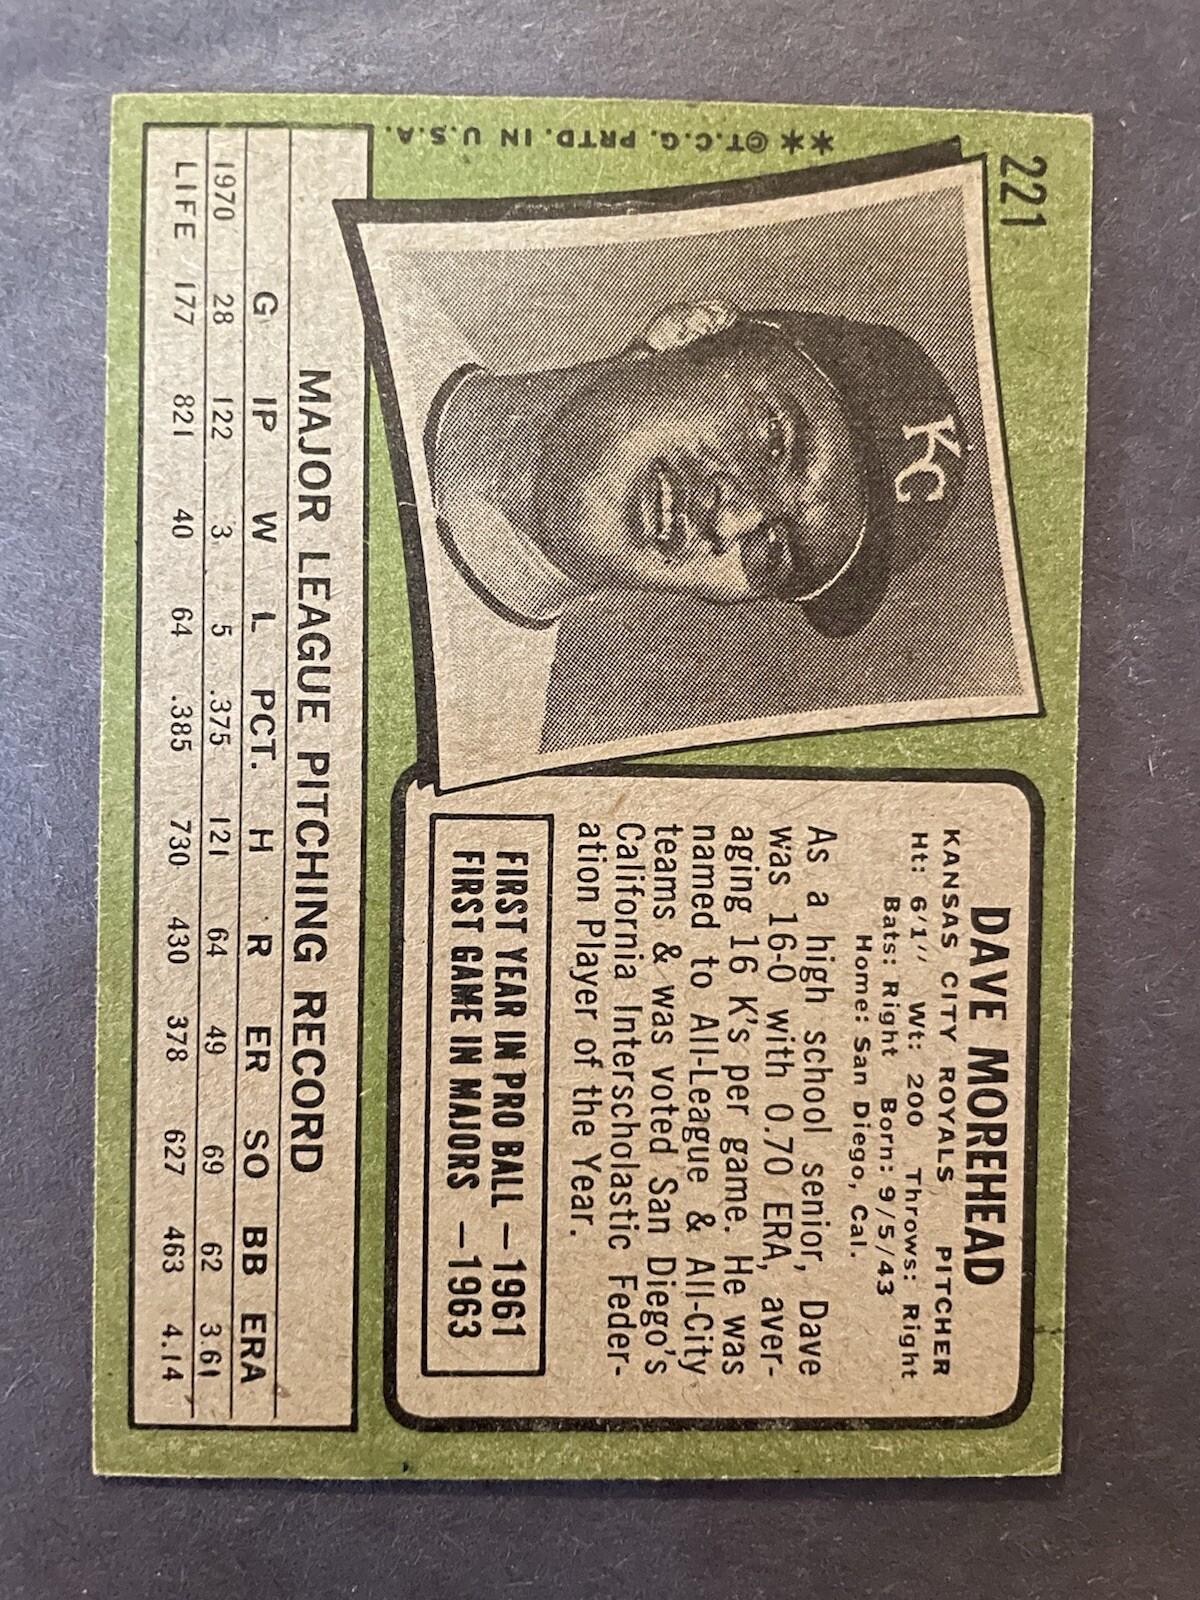 221
** ©T.C.G. PRTD. IN U.S.A.
KC
DAVE MOREHEAD
KANSAS CITY ROYALS PITCHER
Ht: 6'1'' Wt: 200 Throws: Right
Bats: Right Born: 9/5/43
Home: San Diego, Cal.
As a high school senior, Dave
was 16-0 with 0.70 ERA, aver-
aging 16 K's per game. He was
named to All-League & All-City
teams & was voted San Diego's
California Interscholastic Feder-
ation Player of the Year.
FIRST YEAR IN PRO BALL —1961
FIRST GAME IN MAJORS —1963
MAJOR LEAGUE PITCHING RECORD
G IP W L PCT. H R ER SO BB ERA
1970 28 122 3 5 .375 121 64 49 69 62 3.61
LIFE 177 821 40 64 .385 730 430 378 627 463 4.14